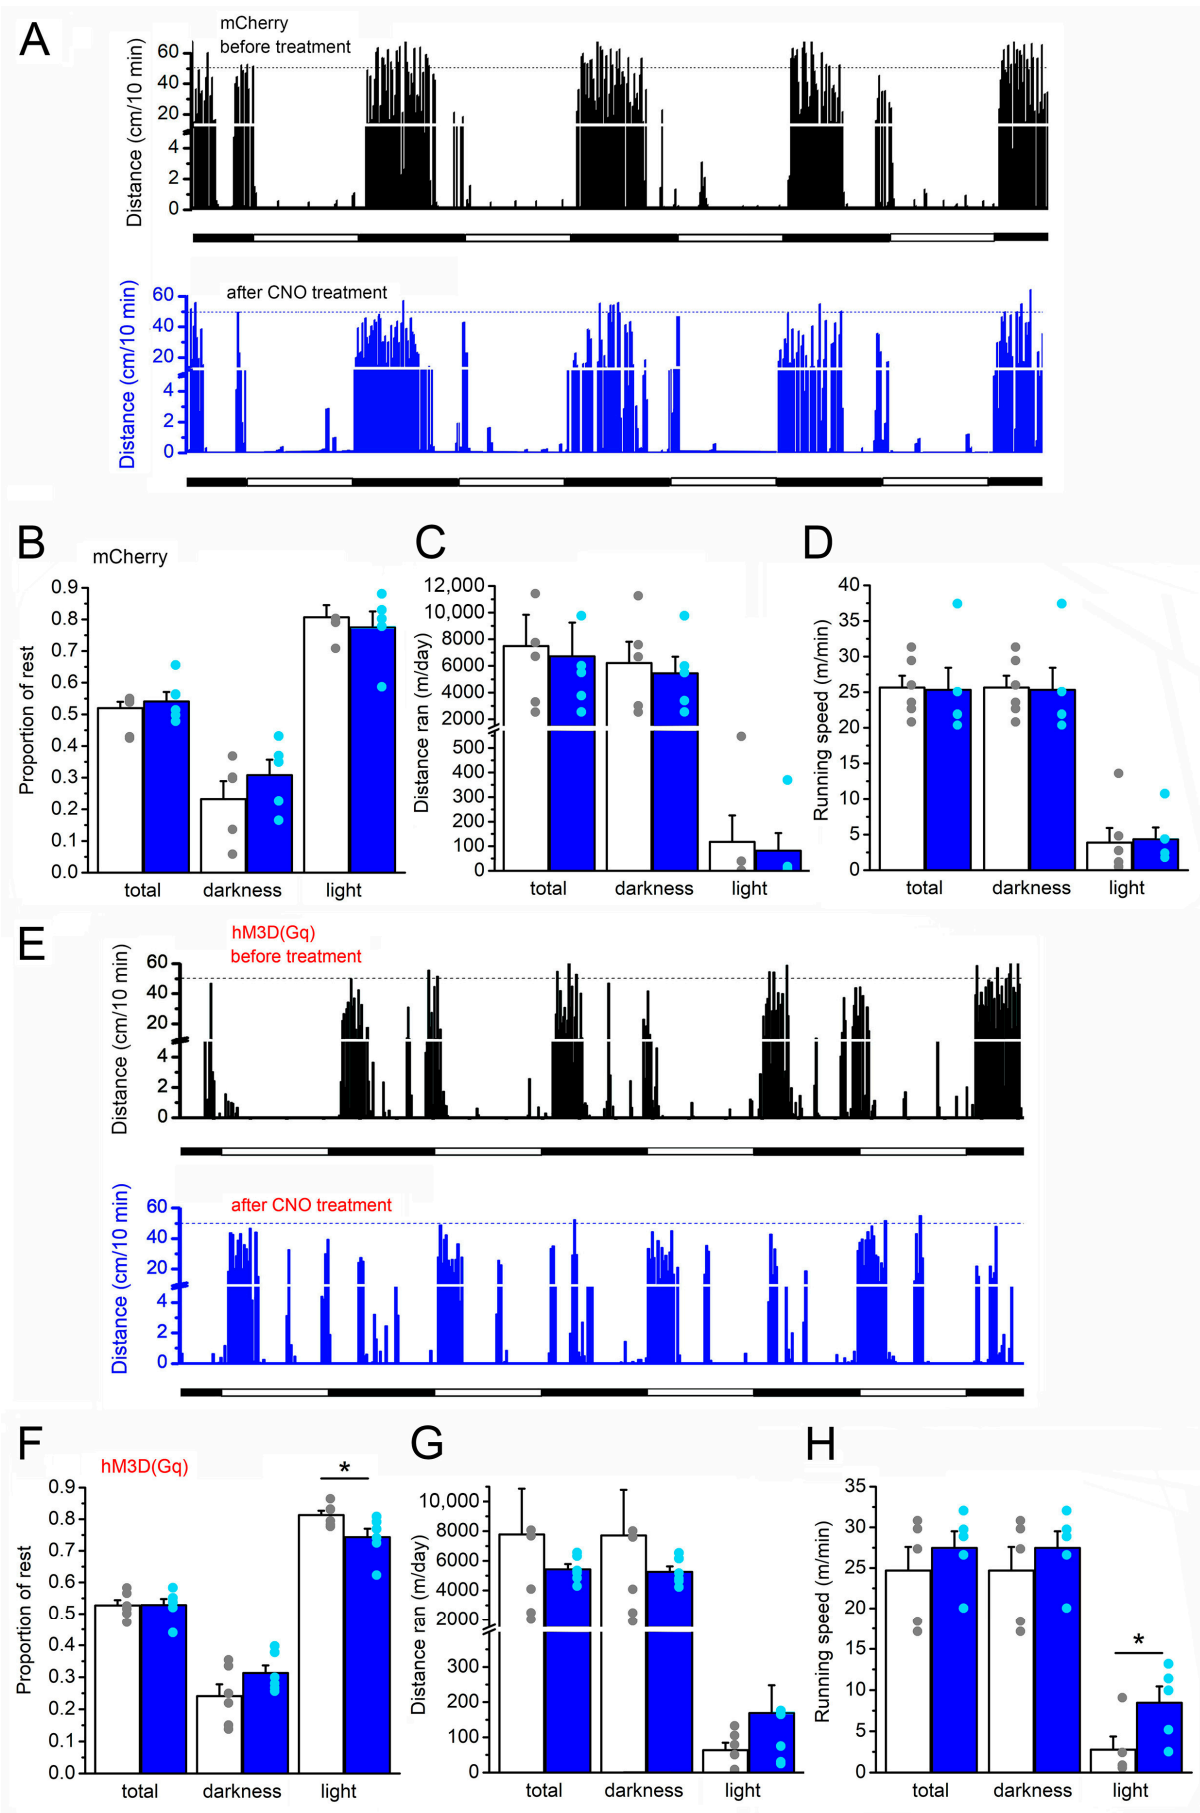 A
mCherry
before treatment
Distance (cm/10 min)
60
40
20
4
2
0
after CNO treatment
Distance (cm/10 min)
60
40
20
4
2
0
B
mCherry
Proportion of rest
0.9
0.8
0.7
0.6
0.5
0.4
0.3
0.2
0.1
0.0
total darkness light
C
Distance ran (m/day)
12,000
10,000
8000
6000
4000
2000
500
400
300
200
100
0
total darkness light
D
Running speed (m/min)
40
35
30
25
20
15
10
5
0
total darkness light
E
hM3D(Gq)
before treatment
Distance (cm/10 min)
60
40
20
4
2
0
after CNO treatment
Distance (cm/10 min)
60
40
20
4
2
0
F
hM3D(Gq)
Proportion of rest
0.9
0.8
0.7
0.6
0.5
0.4
0.3
0.2
0.1
0.0
*
total darkness light
G
Distance ran (m/day)
10,000
8000
6000
4000
2000
300
200
100
0
total darkness light
H
Running speed (m/min)
35
30
25
20
15
10
5
0
*
total darkness light